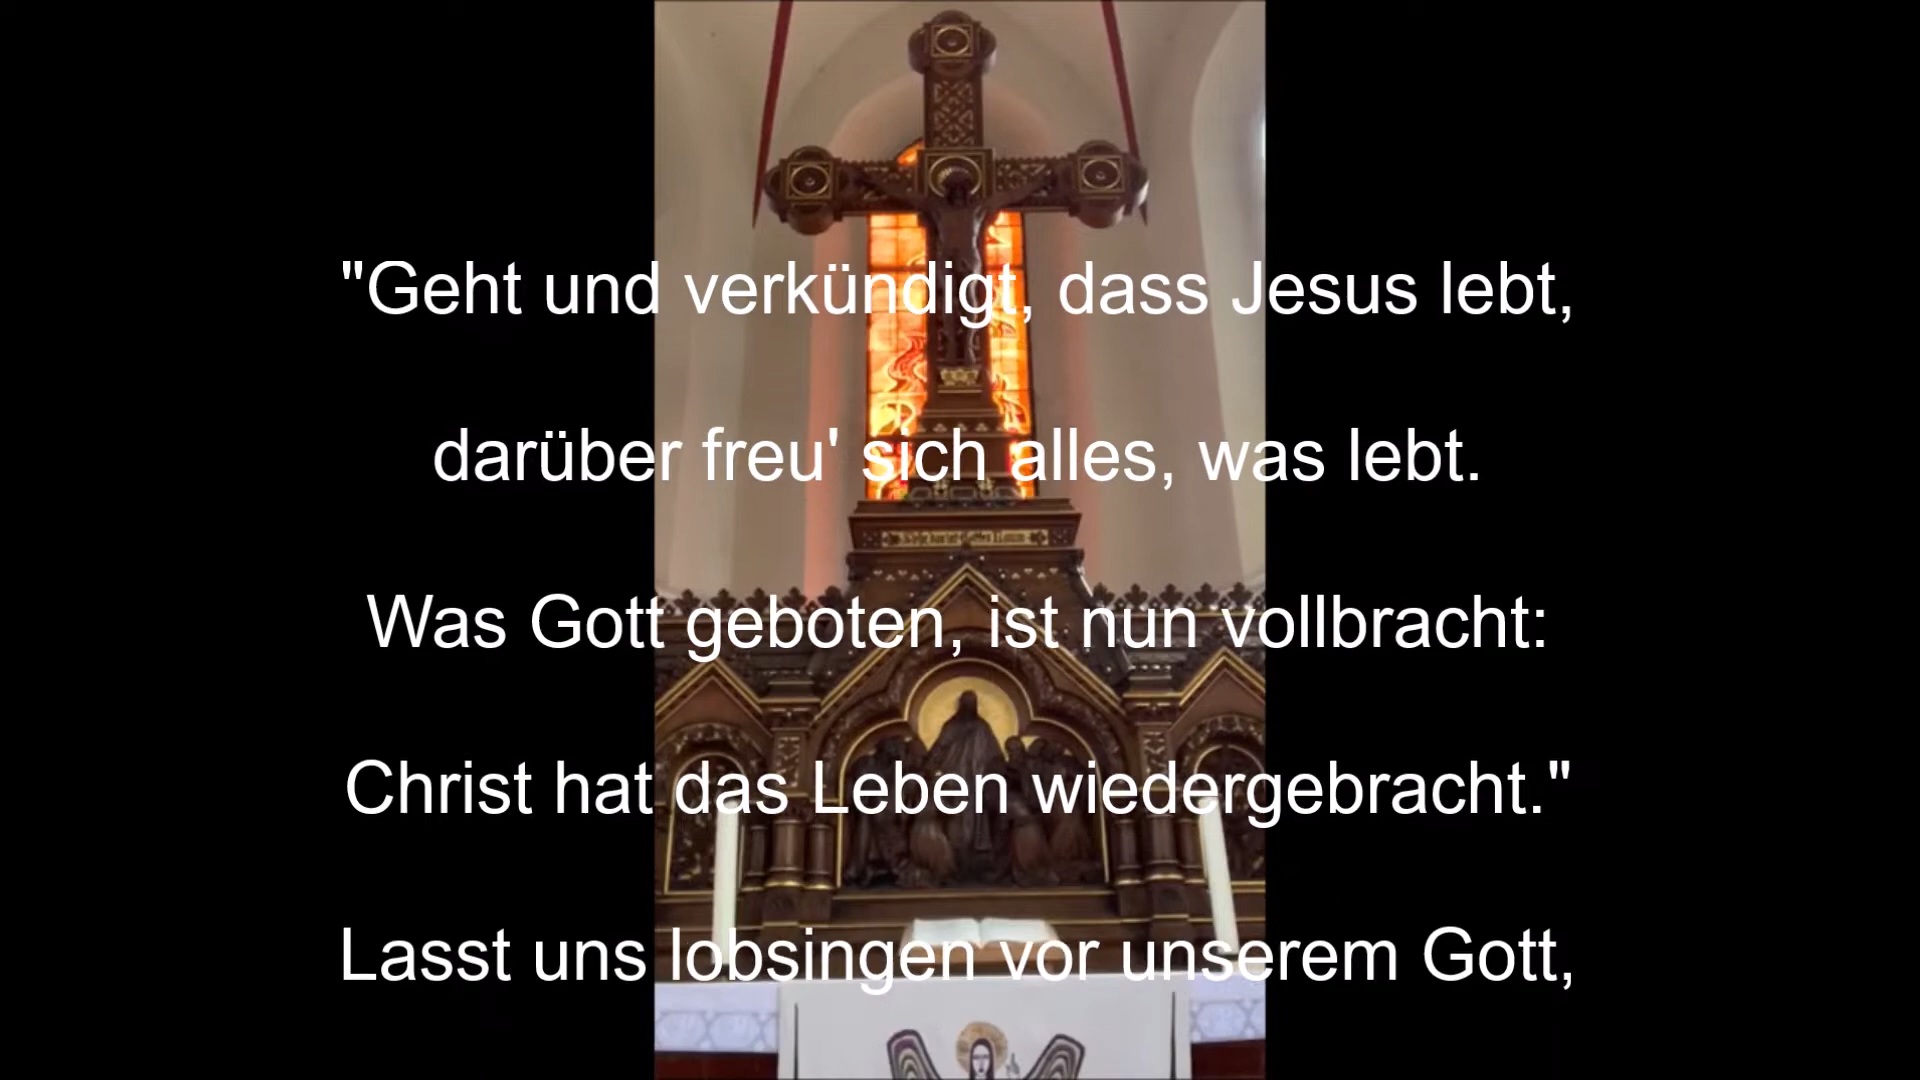 "Geht und verkündigt, dass Jesus lebt,
darüber freu' sich alles, was lebt.
Was Gott geboten, ist nun vollbracht:
Christ hat das Leben wiedergebracht."
Lasst uns lobsingen vor unserem Gott,